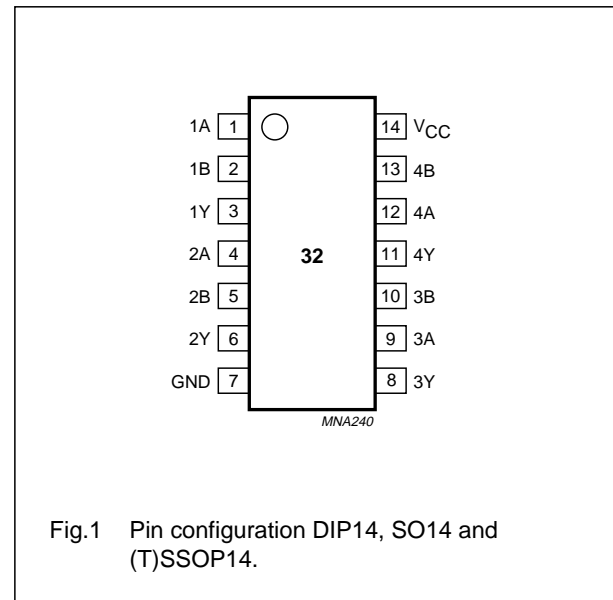 1A 1 14 VCC
1B 2 13 4B
1Y 3 12 4A
2A 4 32 11 4Y
2B 5 10 3B
2Y 6 9 3A
GND 7 8 3Y
MNA240
Fig.1 Pin configuration DIP14, SO14 and
(T)SSOP14.